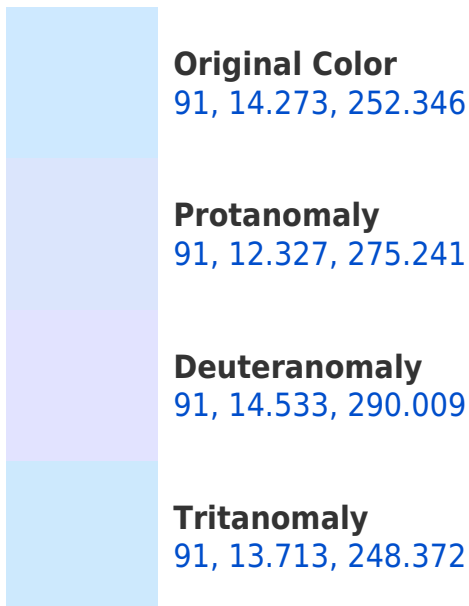 Original Color
91, 14.273, 252.346
Protanomaly
91, 12.327, 275.241
Deuteranomaly
91, 14.533, 290.009
Tritanomaly
91, 13.713, 248.372